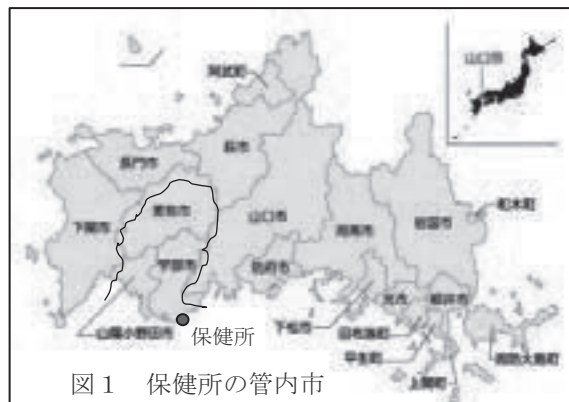 山口県
阿武町
萩市
長門市
美祢市
下関市
山口市
周南市
岩国市
和木町
宇部市
防府市
山陽小野田市
保健所
下松市
光市
柳井市
田布施町
平生町
周防大島町
上関町
図1 保健所の管内市